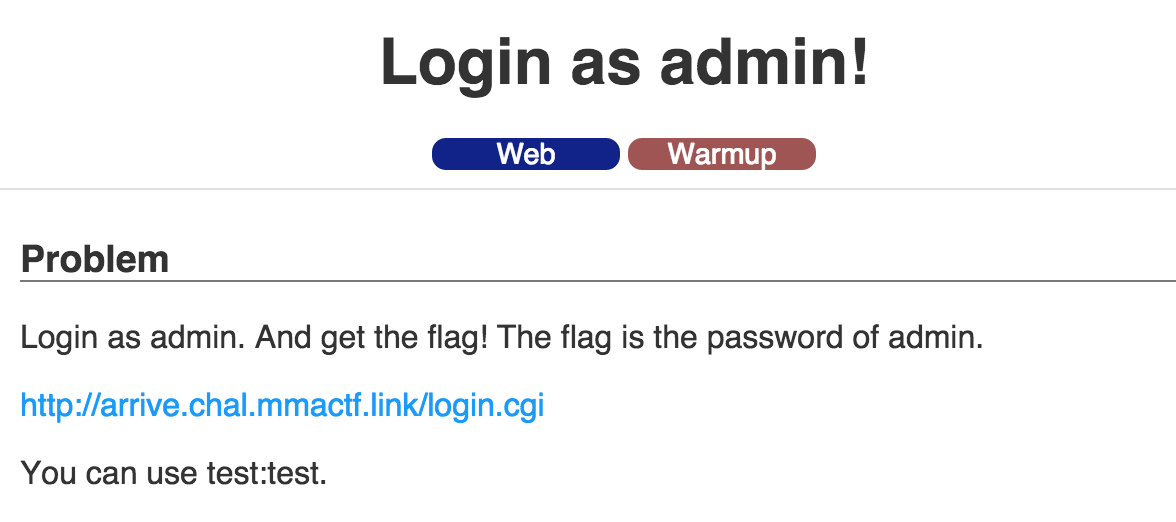 Login as admin!
Web Warmup
Problem
Login as admin. And get the flag! The flag is the password of admin.
http://arrive.chal.mmactf.link/login.cgi
You can use test:test.